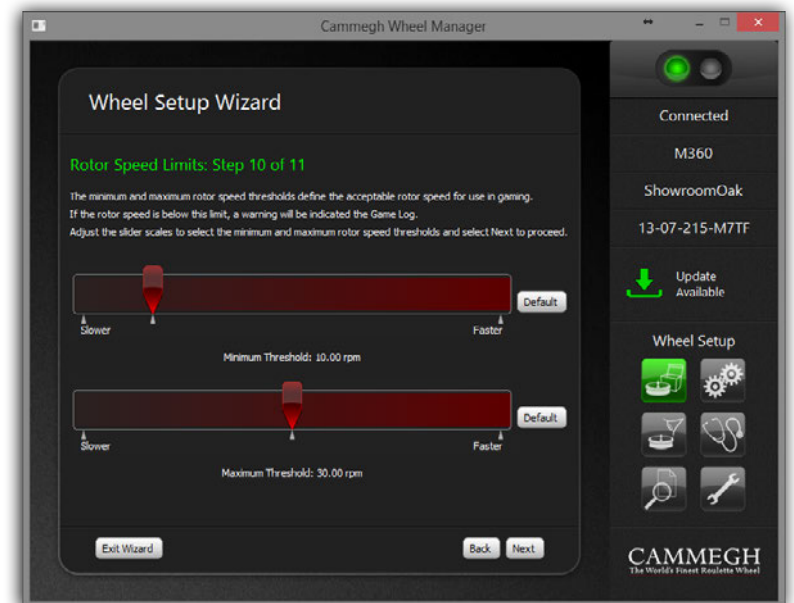 Cammegh Wheel Manager
Wheel Setup Wizard
Rotor Speed Limits: Step 10 of 11
The minimum and maximum rotor speed thresholds define the acceptable rotor speed for use in gaming.
If the rotor speed is below this limit, a warning will be indicated the Game Log.
Adjust the slider scales to select the minimum and maximum rotor speed thresholds and select Next to proceed.
Default
Slower
Faster
Minimum Threshold: 10.00 rpm
Default
Slower
Faster
Maximum Threshold: 30.00 rpm
Exit Wizard
Back
Next
Connected
M360
ShowroomOak
13-07-215-M7TF
Update
Available
Wheel Setup
CAMMEGH
The World's Finest Roulette Wheel